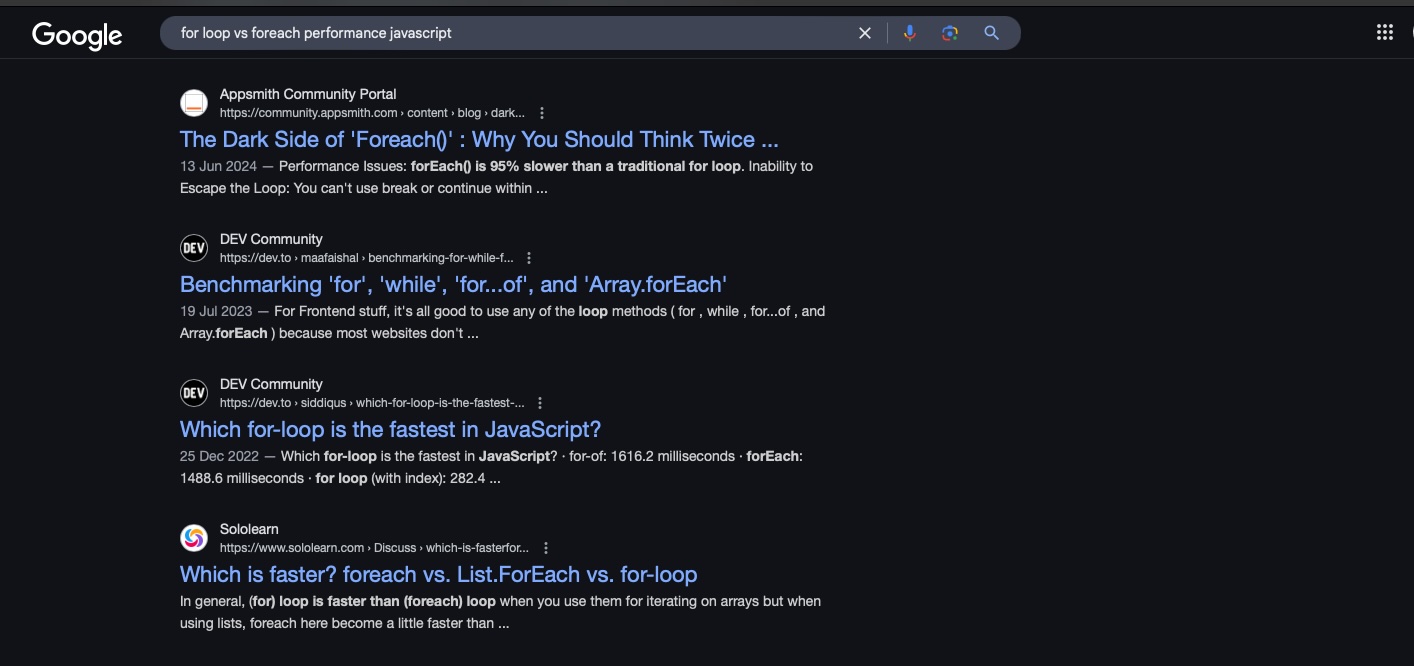 Google
for loop vs foreach performance javascript
Appsmith Community Portal
https://community.appsmith.com › content › blog › dark...
The Dark Side of 'Foreach()' : Why You Should Think Twice ...
13 Jun 2024 — Performance Issues: forEach() is 95% slower than a traditional for loop. Inability to
Escape the Loop: You can't use break or continue within ...
DEV
DEV Community
https://dev.to › maafaishal › benchmarking-for-while-f...
Benchmarking 'for', 'while', 'for...of', and 'Array.forEach'
19 Jul 2023 — For Frontend stuff, it's all good to use any of the loop methods ( for , while , for...of , and
Array.forEach ) because most websites don't ...
DEV
DEV Community
https://dev.to › siddiqus › which-for-loop-is-the-fastest-...
Which for-loop is the fastest in JavaScript?
25 Dec 2022 — Which for-loop is the fastest in JavaScript? · for-of: 1616.2 milliseconds · forEach:
1488.6 milliseconds · for loop (with index): 282.4 ...
Sololearn
https://www.sololearn.com › Discuss › which-is-fasterfor...
Which is faster? foreach vs. List.ForEach vs. for-loop
In general, (for) loop is faster than (foreach) loop when you use them for iterating on arrays but when
using lists, foreach here become a little faster than ...